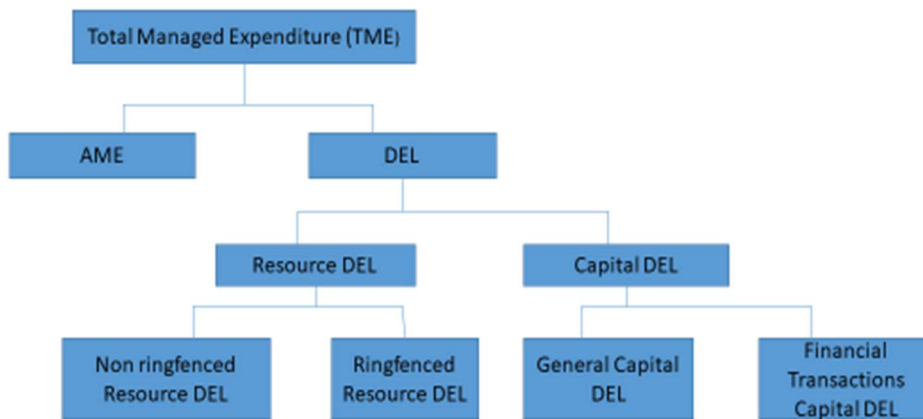 Total Managed Expenditure (TME)
AME
DEL
Resource DEL
Capital DEL
Non ringfenced
Resource DEL
Ringfenced
Resource DEL
General Capital
DEL
Financial
Transactions
Capital DEL